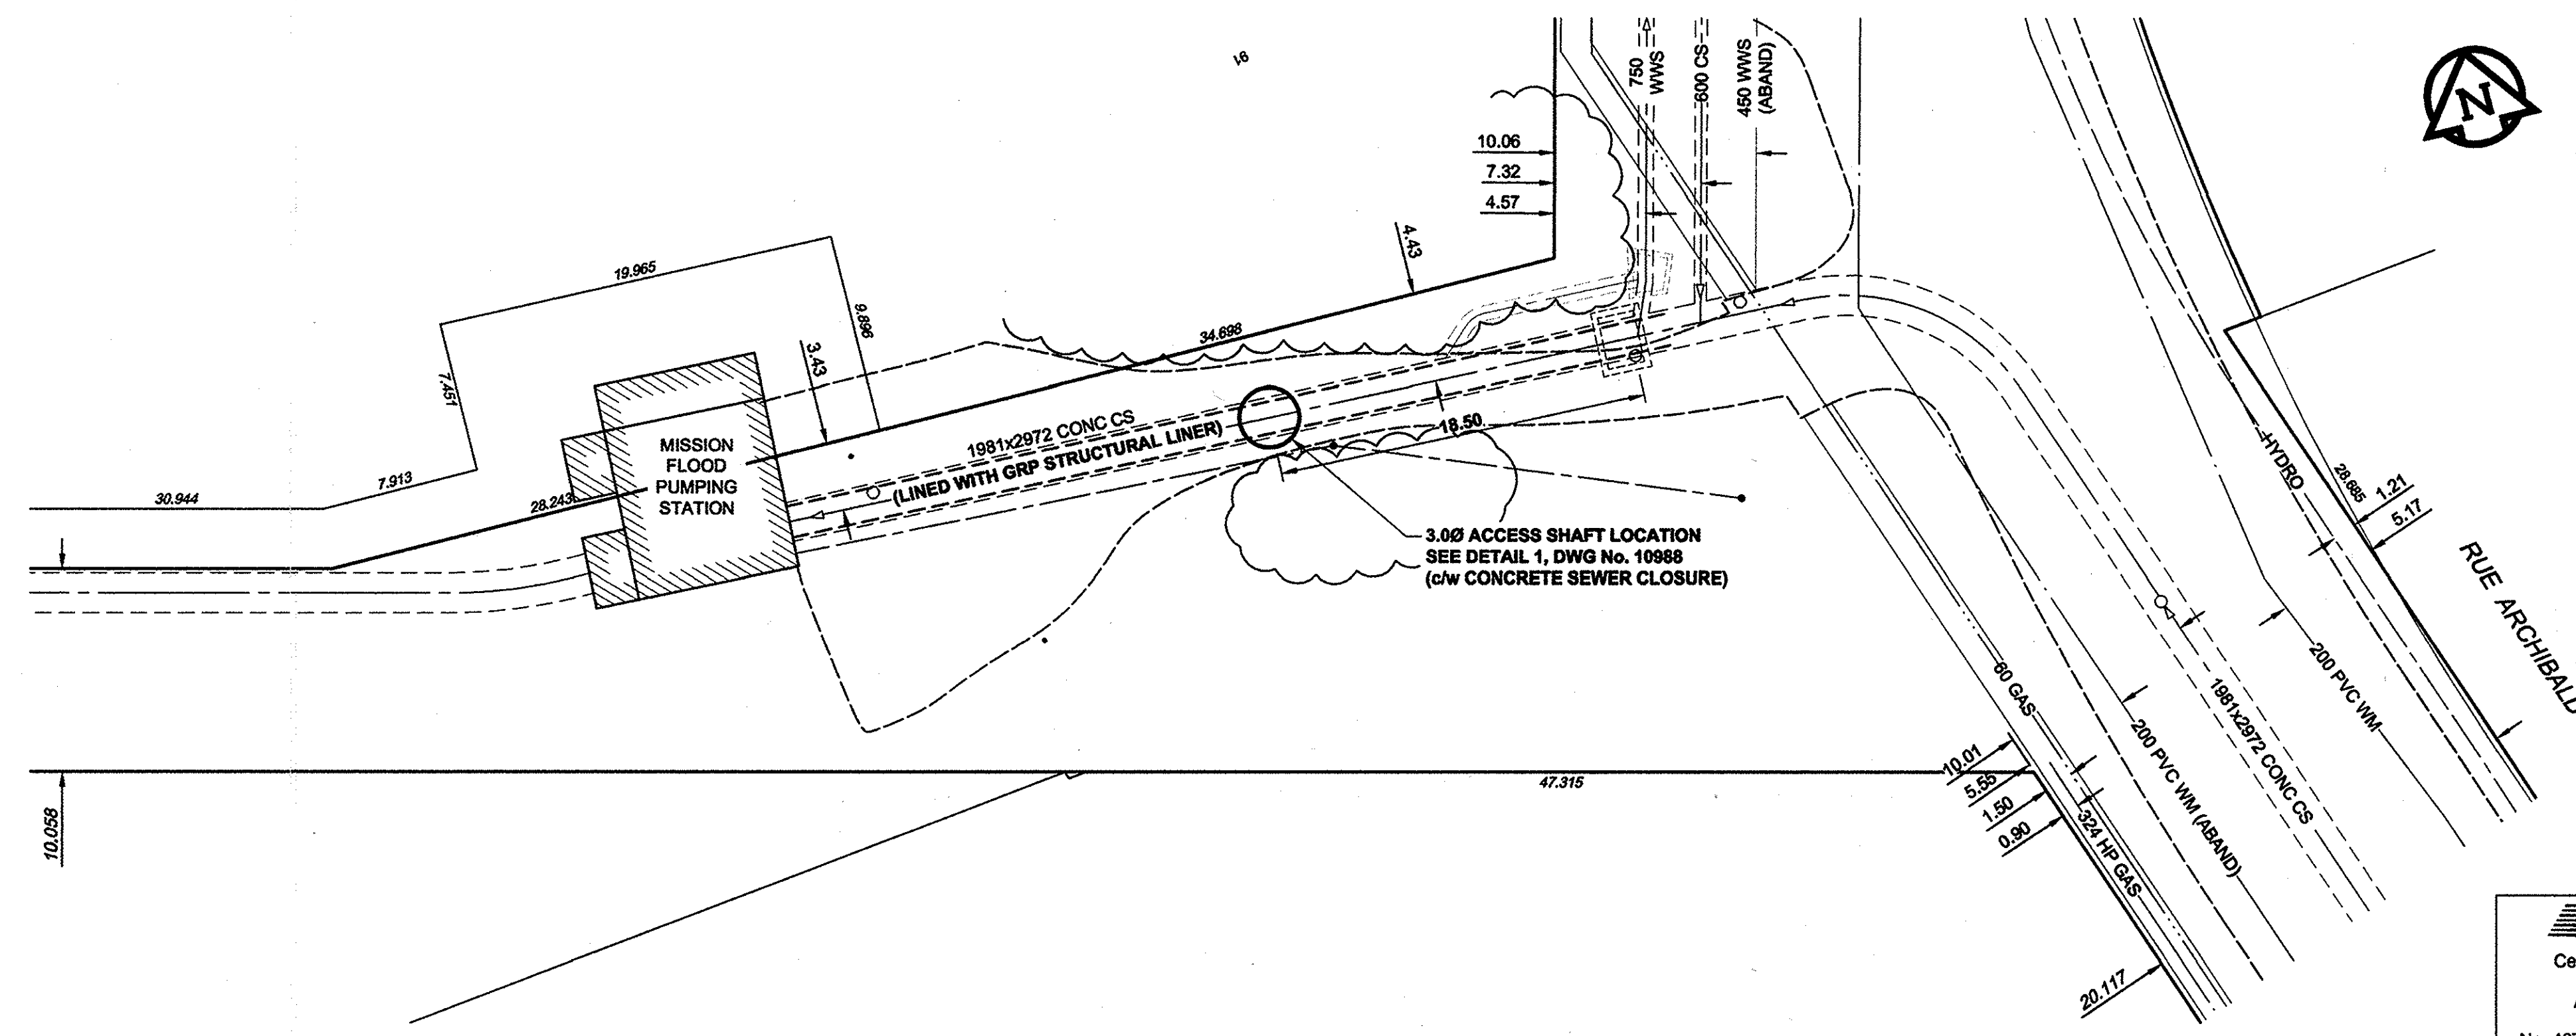 91
N
750
WWS
600 CS
450 WWS
(ABAND)
10.06
7.32
4.57
4.43
19.965
9.896
34.698
3.43
7.451
MISSION
FLOOD
PUMPING
STATION
1981x2972 CONC CS
(LINED WITH GRP STRUCTURAL LINER)
18.50
7.913
30.944
28.243
3.0Ø ACCESS SHAFT LOCATION
SEE DETAIL 1, DWG No. 10988
(c/w CONCRETE SEWER CLOSURE)
HYDRO
28.685
1.21
5.17
RUE ARCHIBALD
200 PVC WM
1981x2972 CONC CS
60 GAS
200 PVC WM (ABAND)
324 HP GAS
10.01
5.55
1.50
0.90
47.315
10.058
20.117
Ce